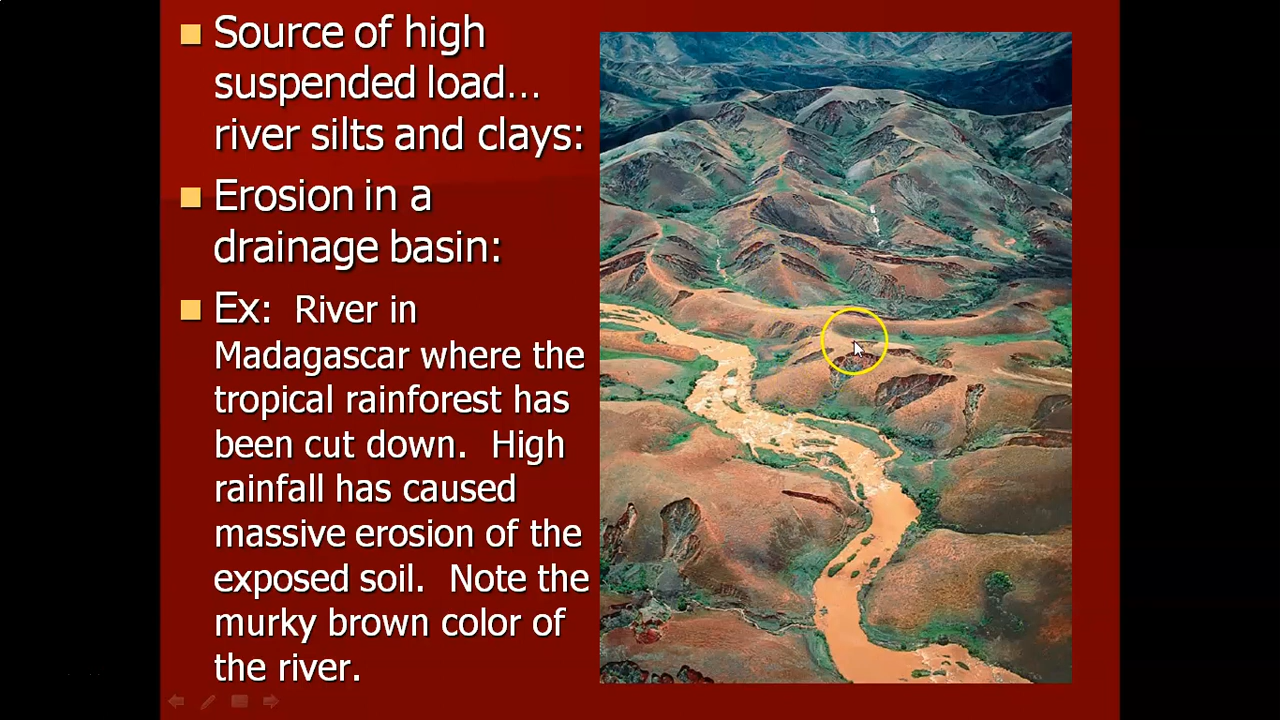 Source of high
suspended load...
river silts and clays:
Erosion in a
drainage basin:
Ex:  River in
Madagascar where the
tropical rainforest has
been cut down.  High
rainfall has caused
massive erosion of the
exposed soil.  Note the
murky brown color of
the river.